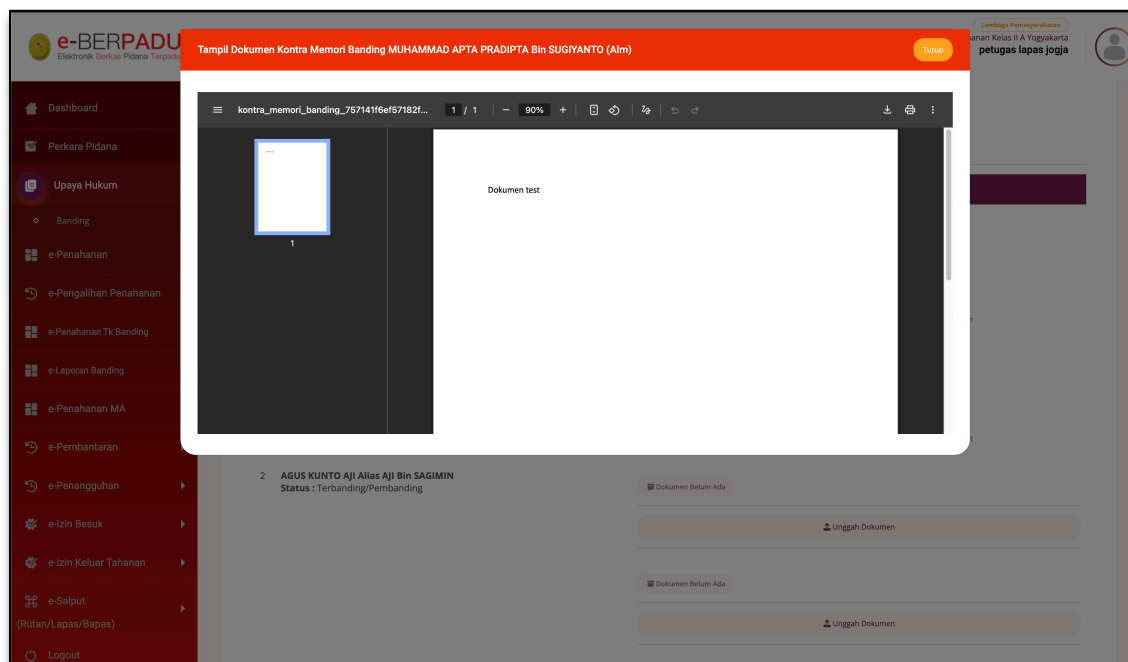 e-BERPADU
Elektronik Berkas Pidana Terpadu
Lembaga Pemasyarakatan
anan Kelas II A Yogyakarta
petugas lapas jogja
Tampil Dokumen Kontra Memori Banding MUHAMMAD APTA PRADIPTA Bin SUGIYANTO (Alm)
Tutup
kontra_memori_banding_757141f6ef57182f...
1 / 1
90%
Dokumen test
1
Dashboard
Perkara Pidana
Upaya Hukum
Banding
e-Penahanan
e-Pengalihan Penahanan
e-Penahanan Tk Banding
e-Laporan Banding
e-Penahanan MA
e-Pembantaran
e-Penangguhan
e-Izin Besuk
e-Izin Keluar Tahanan
e-Salput
(Rutan/Lapas/Bapas)
Logout
2 AGUS KUNTO AJI Alias AJI Bin SAGIMIN
Status : Terbanding/Pembanding
Dokumen Belum Ada
Unggah Dokumen
Dokumen Belum Ada
Unggah Dokumen